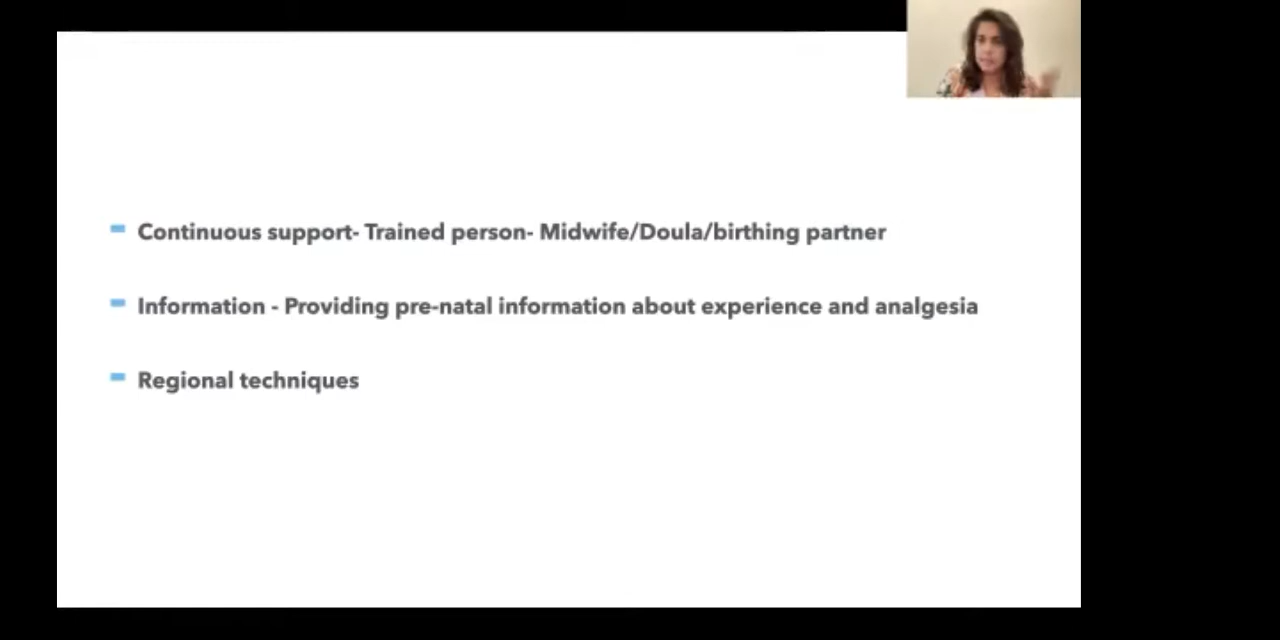 Continuous support- Trained person- Midwife/Doula/birthing partner
Information - Providing pre-natal information about experience and analgesia
Regional techniques